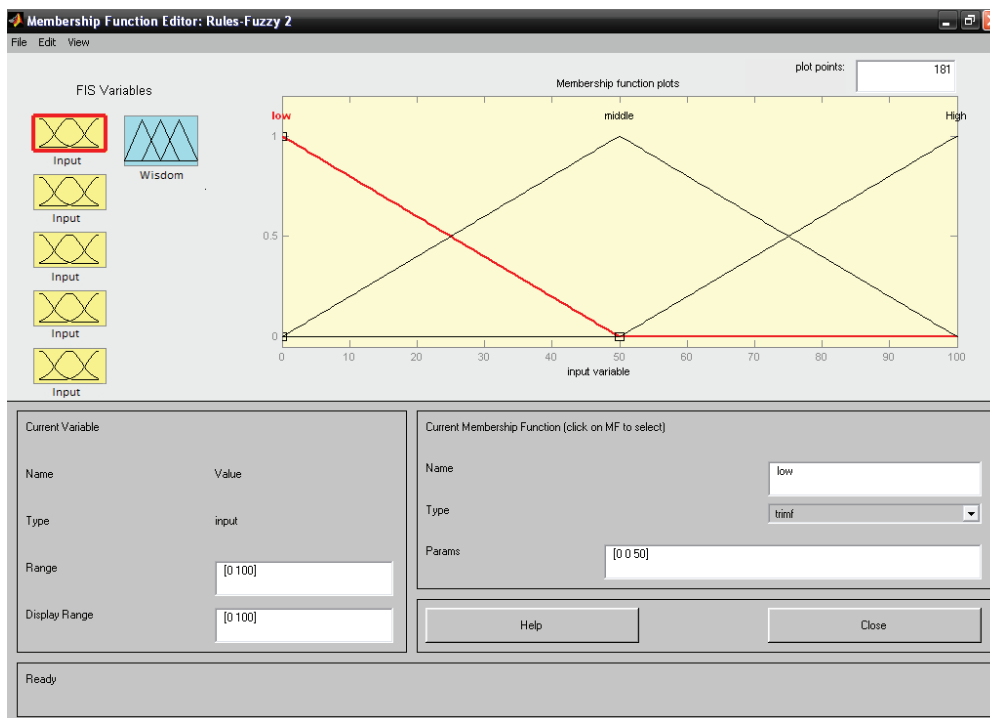 Membership Function Editor: Rules-Fuzzy 2
File Edit View
FIS Variables
Input
Wisdom
Input
Input
Input
Input
plot points:
181
Membership function plots
low
middle
High
1
0.5
0
0 10 20 30 40 50 60 70 80 90 100
input variable
Current Variable
Name Value
Type input
Range [0 100]
Display Range [0 100]
Current Membership Function (click on MF to select)
Name low
Type trimf
Params [0 0 50]
Help Close
Ready